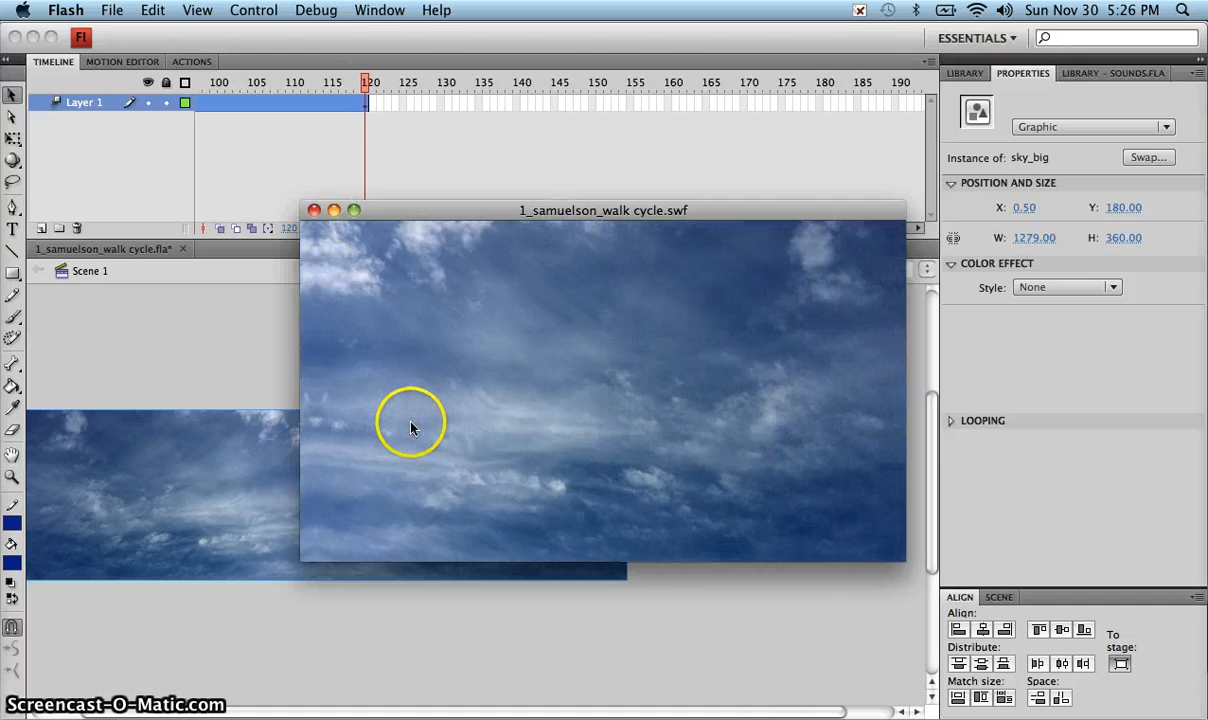 Flash File Edit View Control Debug Window Help Sun Nov 30 5:26 PM
Fl ESSENTIALS
TIMELINE MOTION EDITOR ACTIONS LIBRARY PROPERTIES LIBRARY – SOUNDS.FLA
100 105 110 115 120 125 130 135 140 145 150 155 160 165 170 175 180 185 190
Layer 1
Graphic
Instance of: sky_big Swap...
POSITION AND SIZE
X: 0.50 Y: 180.00
1_samuelson_walk cycle.swf
120
W: 1279.00 H: 360.00
1_samuelson_walk cycle.fla*
COLOR EFFECT
Scene 1
Style: None
LOOPING
ALIGN SCENE
Align:
To
stage:
Distribute:
Match size: Space:
Screencast-O-Matic.com